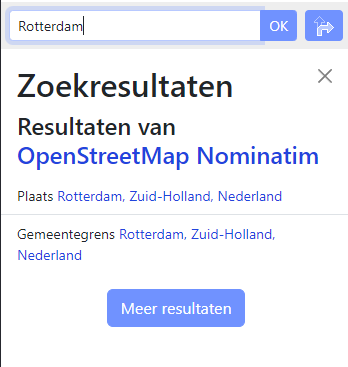 Rotterdam
OK
Zoekresultaten
Resultaten van
OpenStreetMap Nominatim
Plaats Rotterdam, Zuid-Holland, Nederland
Gemeentegrens Rotterdam, Zuid-Holland,
Nederland
Meer resultaten